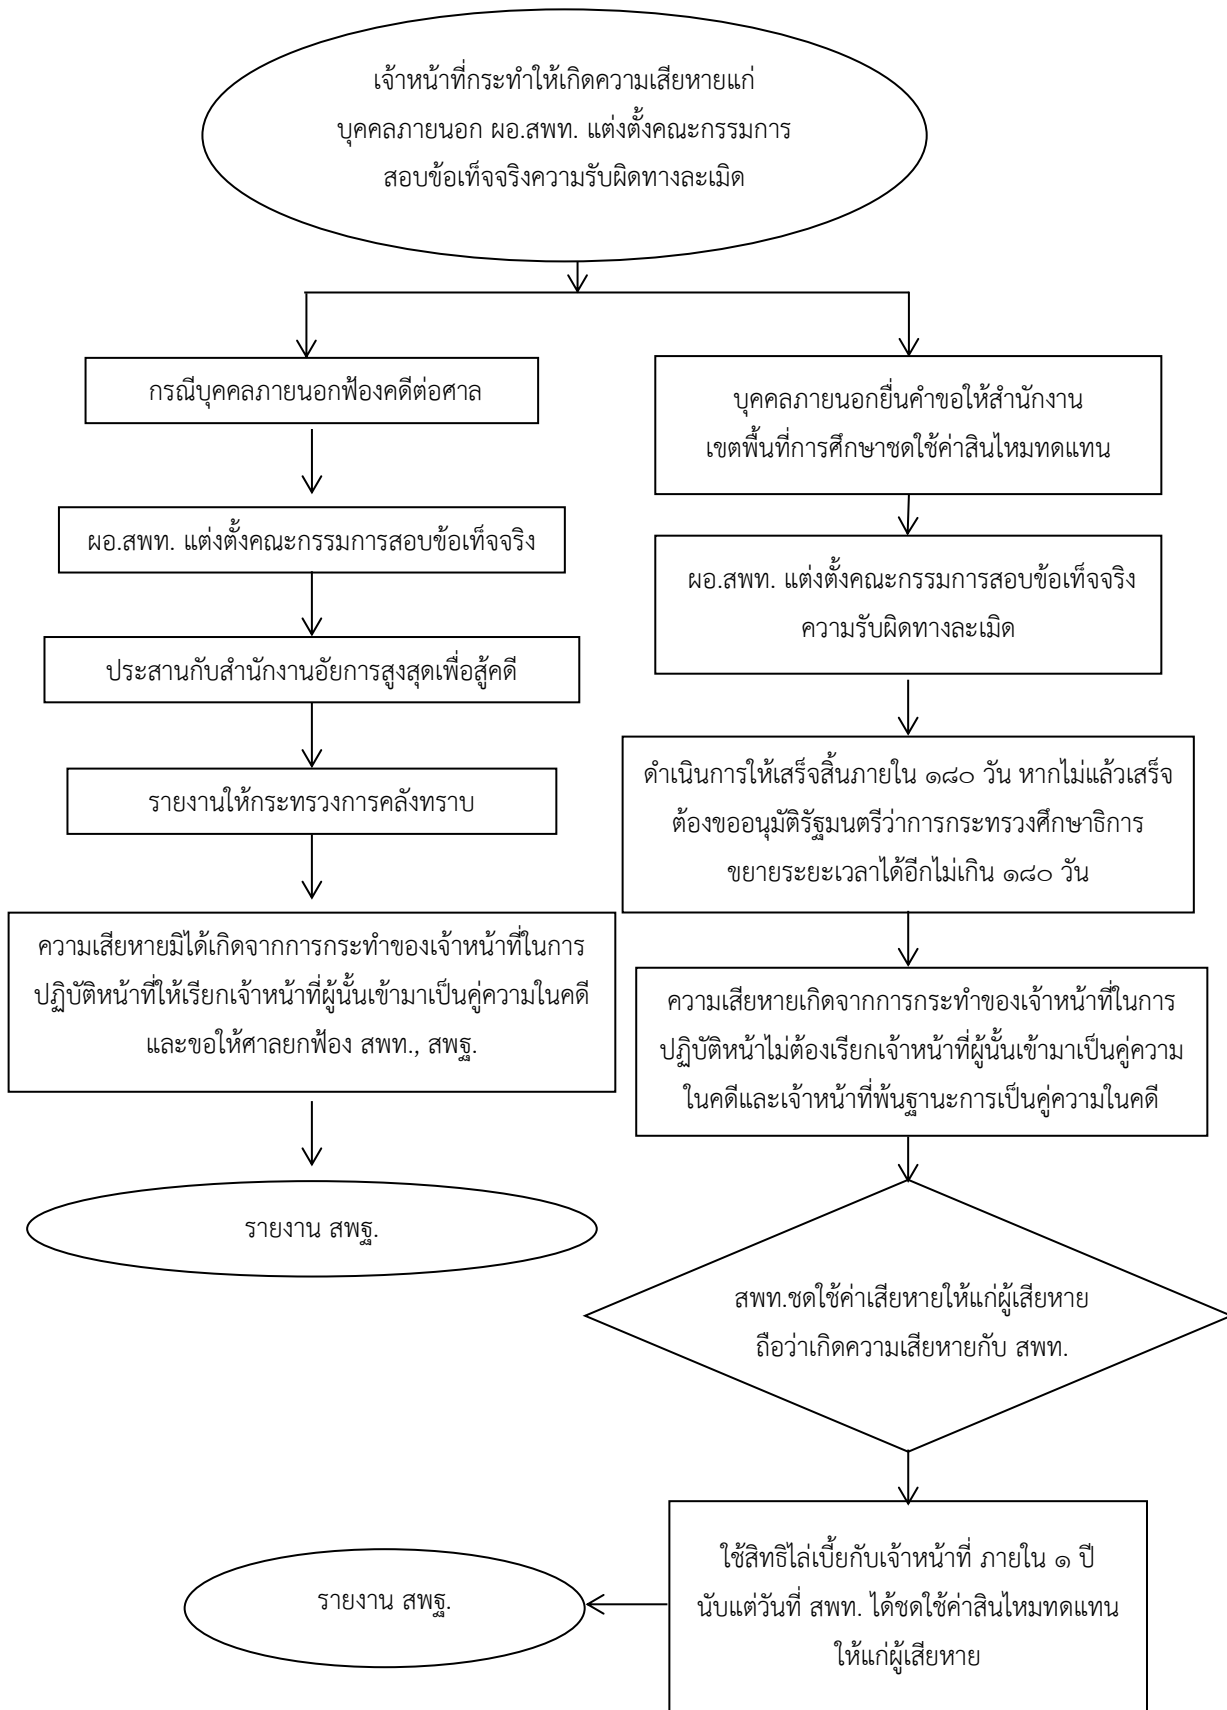 เจ้าหน้าที่กระทำให้เกิดความเสียหายแก่
บุคคลภายนอก ผอ.สพท. แต่งตั้งคณะกรรมการ
สอบข้อเท็จจริงความรับผิดทางละเมิด
กรณีบุคคลภายนอกฟ้องคดีต่อศาล
ผอ.สพท. แต่งตั้งคณะกรรมการสอบข้อเท็จจริง
ประสานกับสำนักงานอัยการสูงสุดเพื่อสู้คดี
รายงานให้กระทรวงการคลังทราบ
ความเสียหายมิได้เกิดจากการกระทำของเจ้าหน้าที่ในการ
ปฏิบัติหน้าที่ให้เรียกเจ้าหน้าที่ผู้นั้นเข้ามาเป็นคู่ความในคดี
และขอให้ศาลยกฟ้อง สพท., สพฐ.
รายงาน สพฐ.
บุคคลภายนอกยื่นคำขอให้สำนักงาน
เขตพื้นที่การศึกษาชดใช้ค่าสินไหมทดแทน
ผอ.สพท. แต่งตั้งคณะกรรมการสอบข้อเท็จจริง
ความรับผิดทางละเมิด
ดำเนินการให้เสร็จสิ้นภายใน ๑๘๐ วัน หากไม่แล้วเสร็จ
ต้องขออนุมัติรัฐมนตรีว่าการกระทรวงศึกษาธิการ
ขยายระยะเวลาได้อีกไม่เกิน ๑๘๐ วัน
ความเสียหายเกิดจากการกระทำของเจ้าหน้าที่ในการ
ปฏิบัติหน้าไม่ต้องเรียกเจ้าหน้าที่ผู้นั้นเข้ามาเป็นคู่ความ
ในคดีและเจ้าหน้าที่พ้นฐานะการเป็นคู่ความในคดี
สพท.ชดใช้ค่าเสียหายให้แก่ผู้เสียหาย
ถือว่าเกิดความเสียหายกับ สพท.
ใช้สิทธิไล่เบี้ยกับเจ้าหน้าที่ ภายใน ๑ ปี
นับแต่วันที่ สพท. ได้ชดใช้ค่าสินไหมทดแทน
ให้แก่ผู้เสียหาย
รายงาน สพฐ.